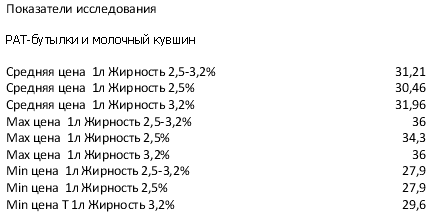 Показатели исследования
PAT-бутылки и молочный кувшин
Средняя цена 1л Жирность 2,5-3,2% 31,21
Средняя цена 1л Жирность 2,5% 30,46
Средняя цена 1л Жирность 3,2% 31,96
Max цена 1л Жирность 2,5-3,2% 36
Max цена 1л Жирность 2,5% 34,3
Max цена 1л Жирность 3,2% 36
Min цена 1л Жирность 2,5-3,2% 27,9
Min цена 1л Жирность 2,5% 27,9
Min цена Т 1л Жирность 3,2% 29,6